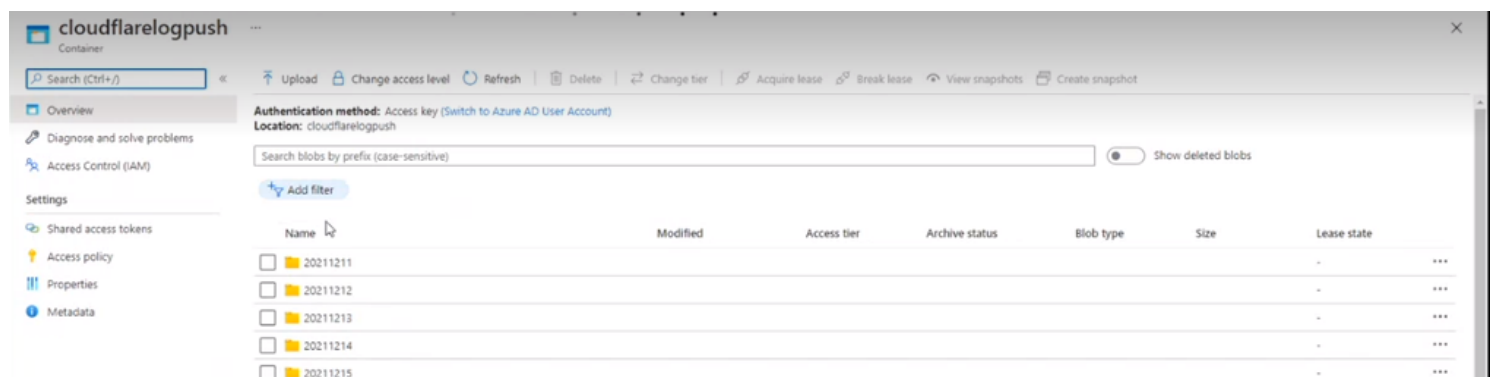 cloudflarelogpush ...
Container
Search (Ctrl+/)
«
Overview
Diagnose and solve problems
Access Control (IAM)
Settings
Shared access tokens
Access policy
Properties
Metadata
Upload Change access level Refresh Delete Change tier Acquire lease Break lease View snapshots Create snapshot
Authentication method: Access key (Switch to Azure AD User Account)
Location: cloudflarelogpush
Search blobs by prefix (case-sensitive)
Show deleted blobs
Add filter
Name Modified Access tier Archive status Blob type Size Lease state
20211211 - ...
20211212 - ...
20211213 - ...
20211214 - ...
20211215 - ...